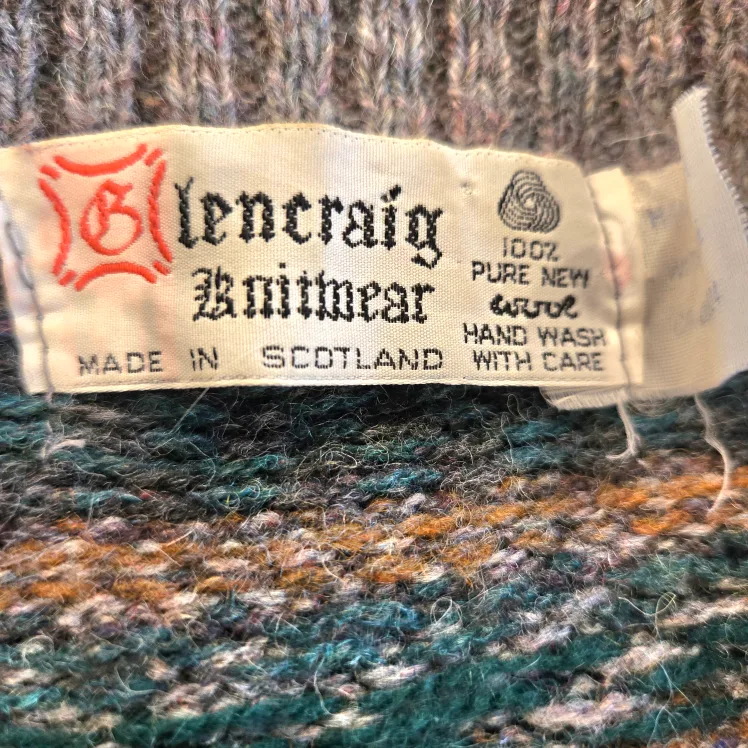 Glencraig
Knitwear
MADE IN SCOTLAND
100%
PURE NEW
wool
HAND WASH
WITH CARE